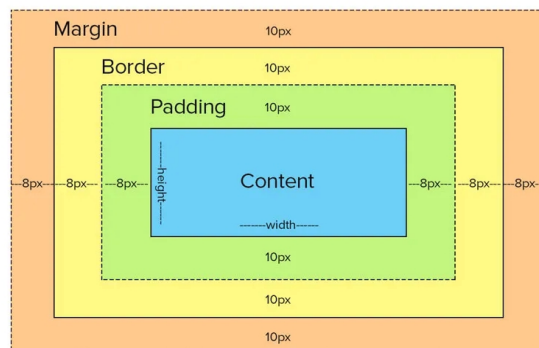 Margin
10px
Border
10px
Padding
10px
--------8px-- --8px--- ---8px---
-------height------
Content
---8px--- ---8px-- ---8px---
--------width-------
10px
10px
10px